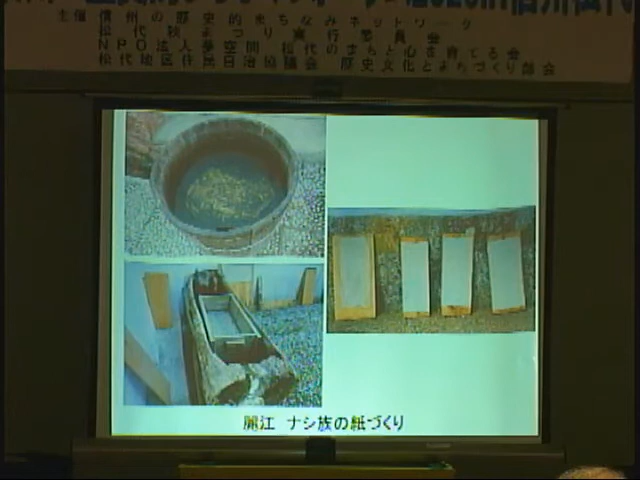 主催 信州の歴史的まちなみネットワーク
松代秋まつり実行委員会
NPO法人夢空間 松代のまちと心を育てる会
松代地区住民自治協議会 歴史文化とまちづくり部会
麗江 ナシ族の紙づくり